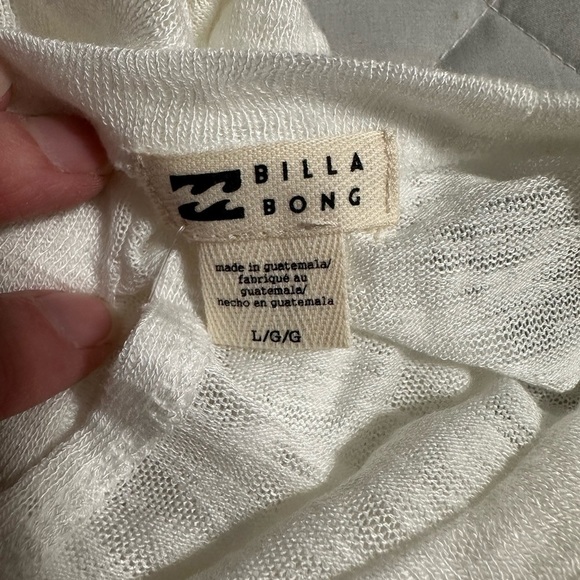 BILLA
BONG
made in guatemala/
fabriqué au
guatemala/
hecho en guatemala
L/G/G